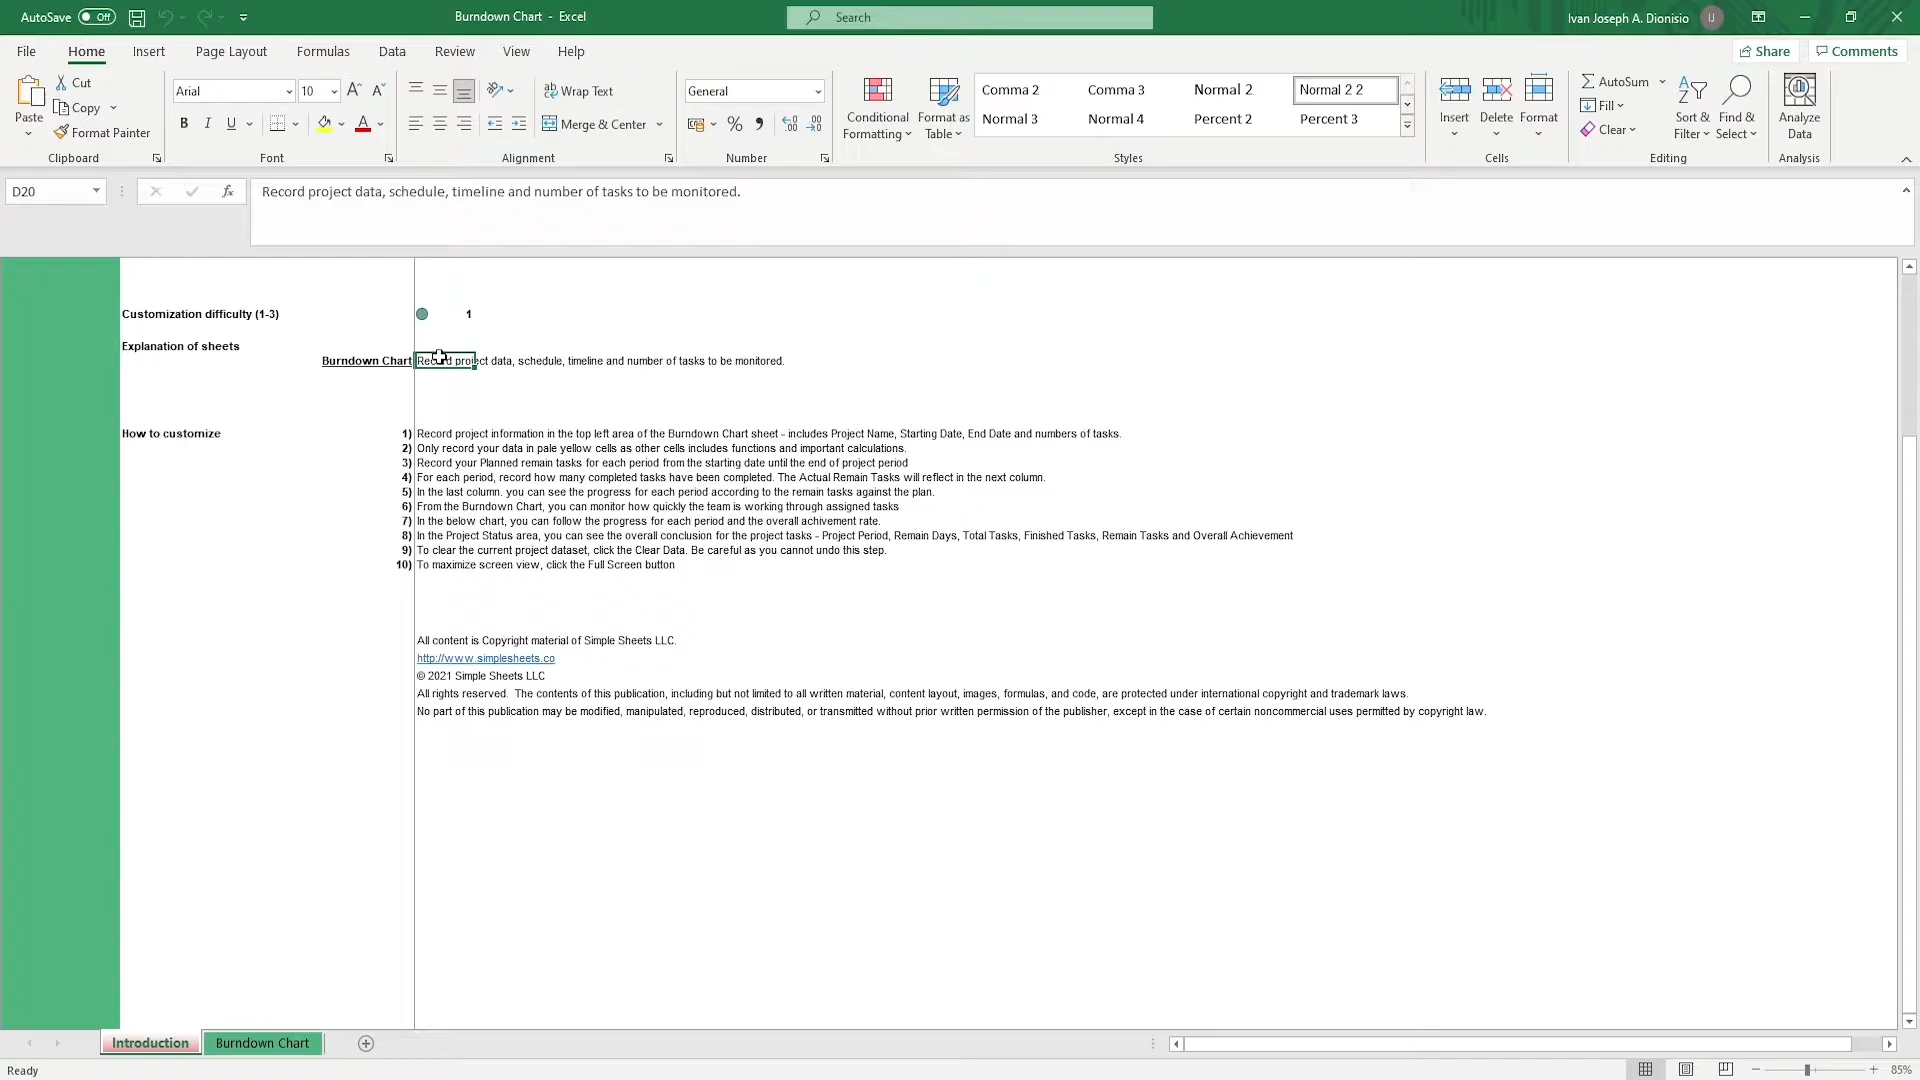 AutoSave Off
Burndown Chart - Excel
Search
Ivan Joseph A. Dionisio
IJ
File Home Insert Page Layout Formulas Data Review View Help
Share Comments
Paste
Cut
Copy
Format Painter
Clipboard
Arial 10
B I U
Font
Wrap Text
Merge & Center
Alignment
General
Number
Conditional Formatting
Format as Table
Comma 2 Comma 3 Normal 2 Normal 2 2
Normal 3 Normal 4 Percent 2 Percent 3
Styles
Insert Delete Format
Cells
AutoSum
Fill
Clear
Sort & Filter
Find & Select
Editing
Analyze Data
Analysis
D20
fx
Record project data, schedule, timeline and number of tasks to be monitored.
Customization difficulty (1-3) 1
Explanation of sheets
Burndown Chart Record project data, schedule, timeline and number of tasks to be monitored.
How to customize 1) Record project information in the top left area of the Burndown Chart sheet - includes Project Name, Starting Date, End Date and numbers of tasks.
2) Only record your data in pale yellow cells as other cells includes functions and important calculations.
3) Record your Planned remain tasks for each period from the starting date until the end of project period
4) For each period, record how many completed tasks have been completed. The Actual Remain Tasks will reflect in the next column.
5) In the last column. you can see the progress for each period according to the remain tasks against the plan.
6) From the Burndown Chart, you can monitor how quickly the team is working through assigned tasks
7) In the below chart, you can follow the progress for each period and the overall achivement rate.
8) In the Project Status area, you can see the overall conclusion for the project tasks - Project Period, Remain Days, Total Tasks, Finished Tasks, Remain Tasks and Overall Achievement
9) To clear the current project dataset, click the Clear Data. Be careful as you cannot undo this step.
10) To maximize screen view, click the Full Screen button
All content is Copyright material of Simple Sheets LLC.
http://www.simplesheets.co
© 2021 Simple Sheets LLC
All rights reserved. The contents of this publication, including but not limited to all written material, content layout, images, formulas, and code, are protected under international copyright and trademark laws.
No part of this publication may be modified, manipulated, reproduced, distributed, or transmitted without prior written permission of the publisher, except in the case of certain noncommercial uses permitted by copyright law.
Introduction Burndown Chart
Ready
85%